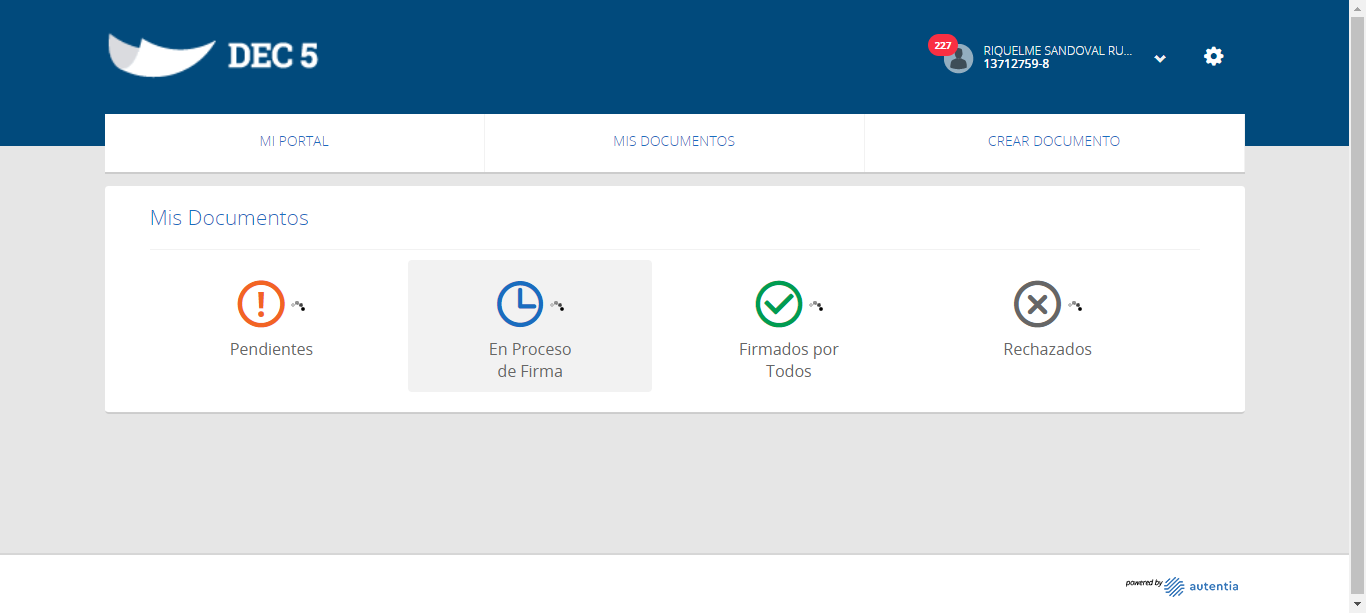 DEC 5
227
RIQUELME SANDOVAL RU...
13712759-8
MI PORTAL
MIS DOCUMENTOS
CREAR DOCUMENTO
Mis Documentos
Pendientes
En Proceso
de Firma
Firmados por
Todos
Rechazados
powered by
autentia